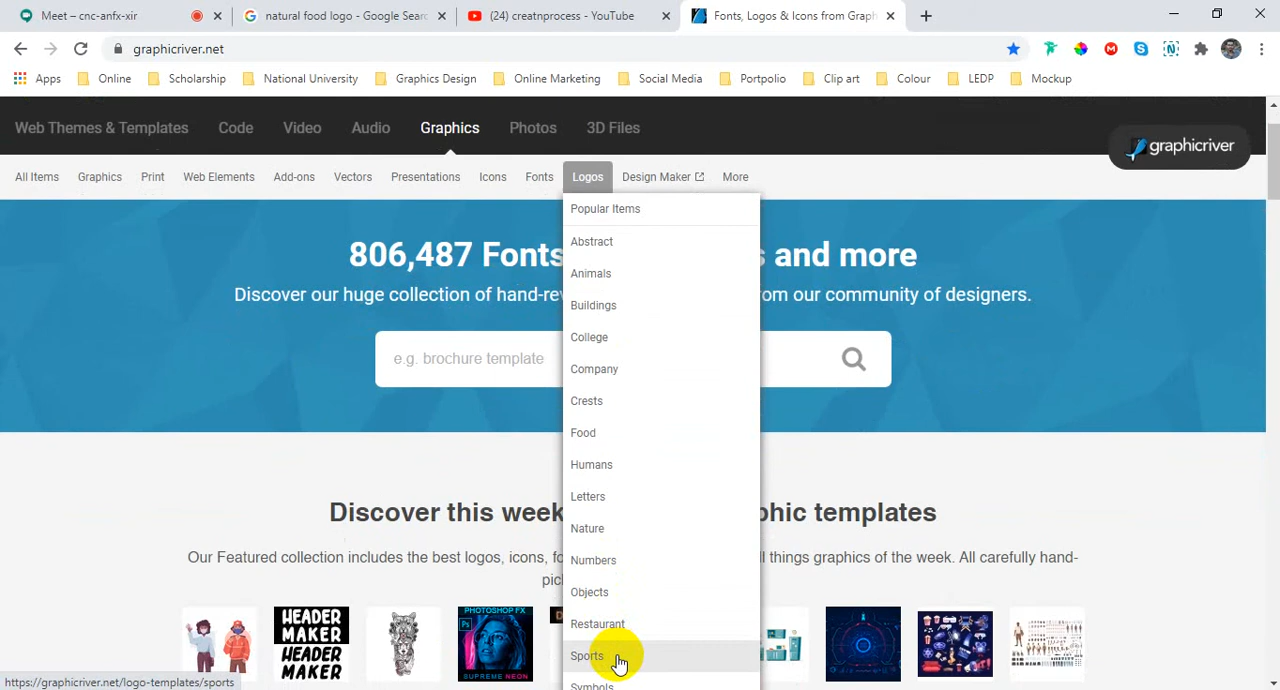 Meet – cnc-anfx-xir
natural food logo - Google Searc
(24) creatnprocess - YouTube
Fonts, Logos & Icons from Graph
graphicriver.net
Apps Online Scholarship National University Graphics Design Online Marketing Social Media Portpolio Clip art Colour LEDP Mockup
Web Themes & Templates Code Video Audio Graphics Photos 3D Files
graphicriver
All Items Graphics Print Web Elements Add-ons Vectors Presentations Icons Fonts Logos Design Maker More
Popular Items
Abstract
Animals
Buildings
College
Company
Crests
Food
Humans
Letters
Nature
Numbers
Objects
Restaurant
Sports
Symbols
806,487 Fonts and more
Discover our huge collection of hand-re from our community of designers.
e.g. brochure template
Discover this week phic templates
Our Featured collection includes the best logos, icons, fo ll things graphics of the week. All carefully hand-
pic
HEADER
MAKER
HEADER
MAKER
PHOTOSHOP FX
Ps
SUPREME NEON
https://graphicriver.net/logo-templates/sports